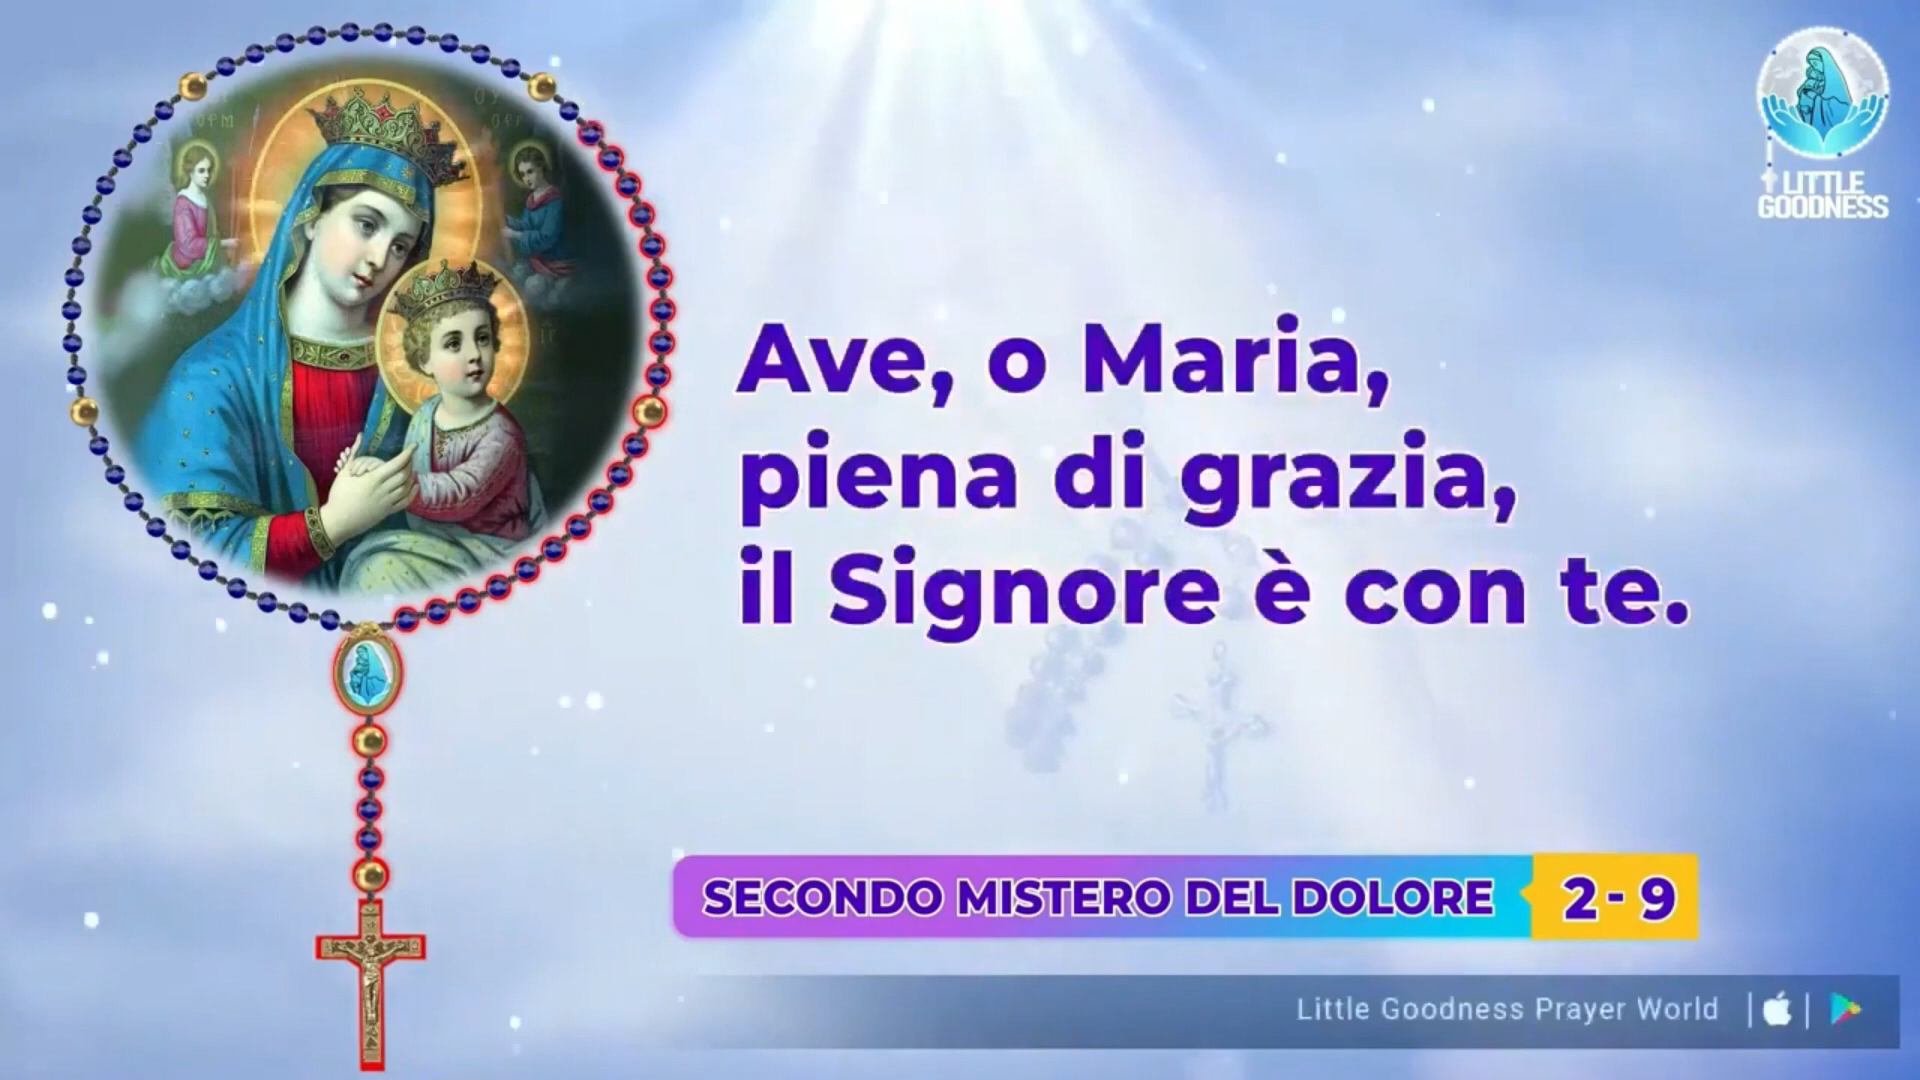 LITTLE
GOODNESS
Ave, o Maria,
piena di grazia,
il Signore è con te.
SECONDO MISTERO DEL DOLORE 2 - 9
Little Goodness Prayer World